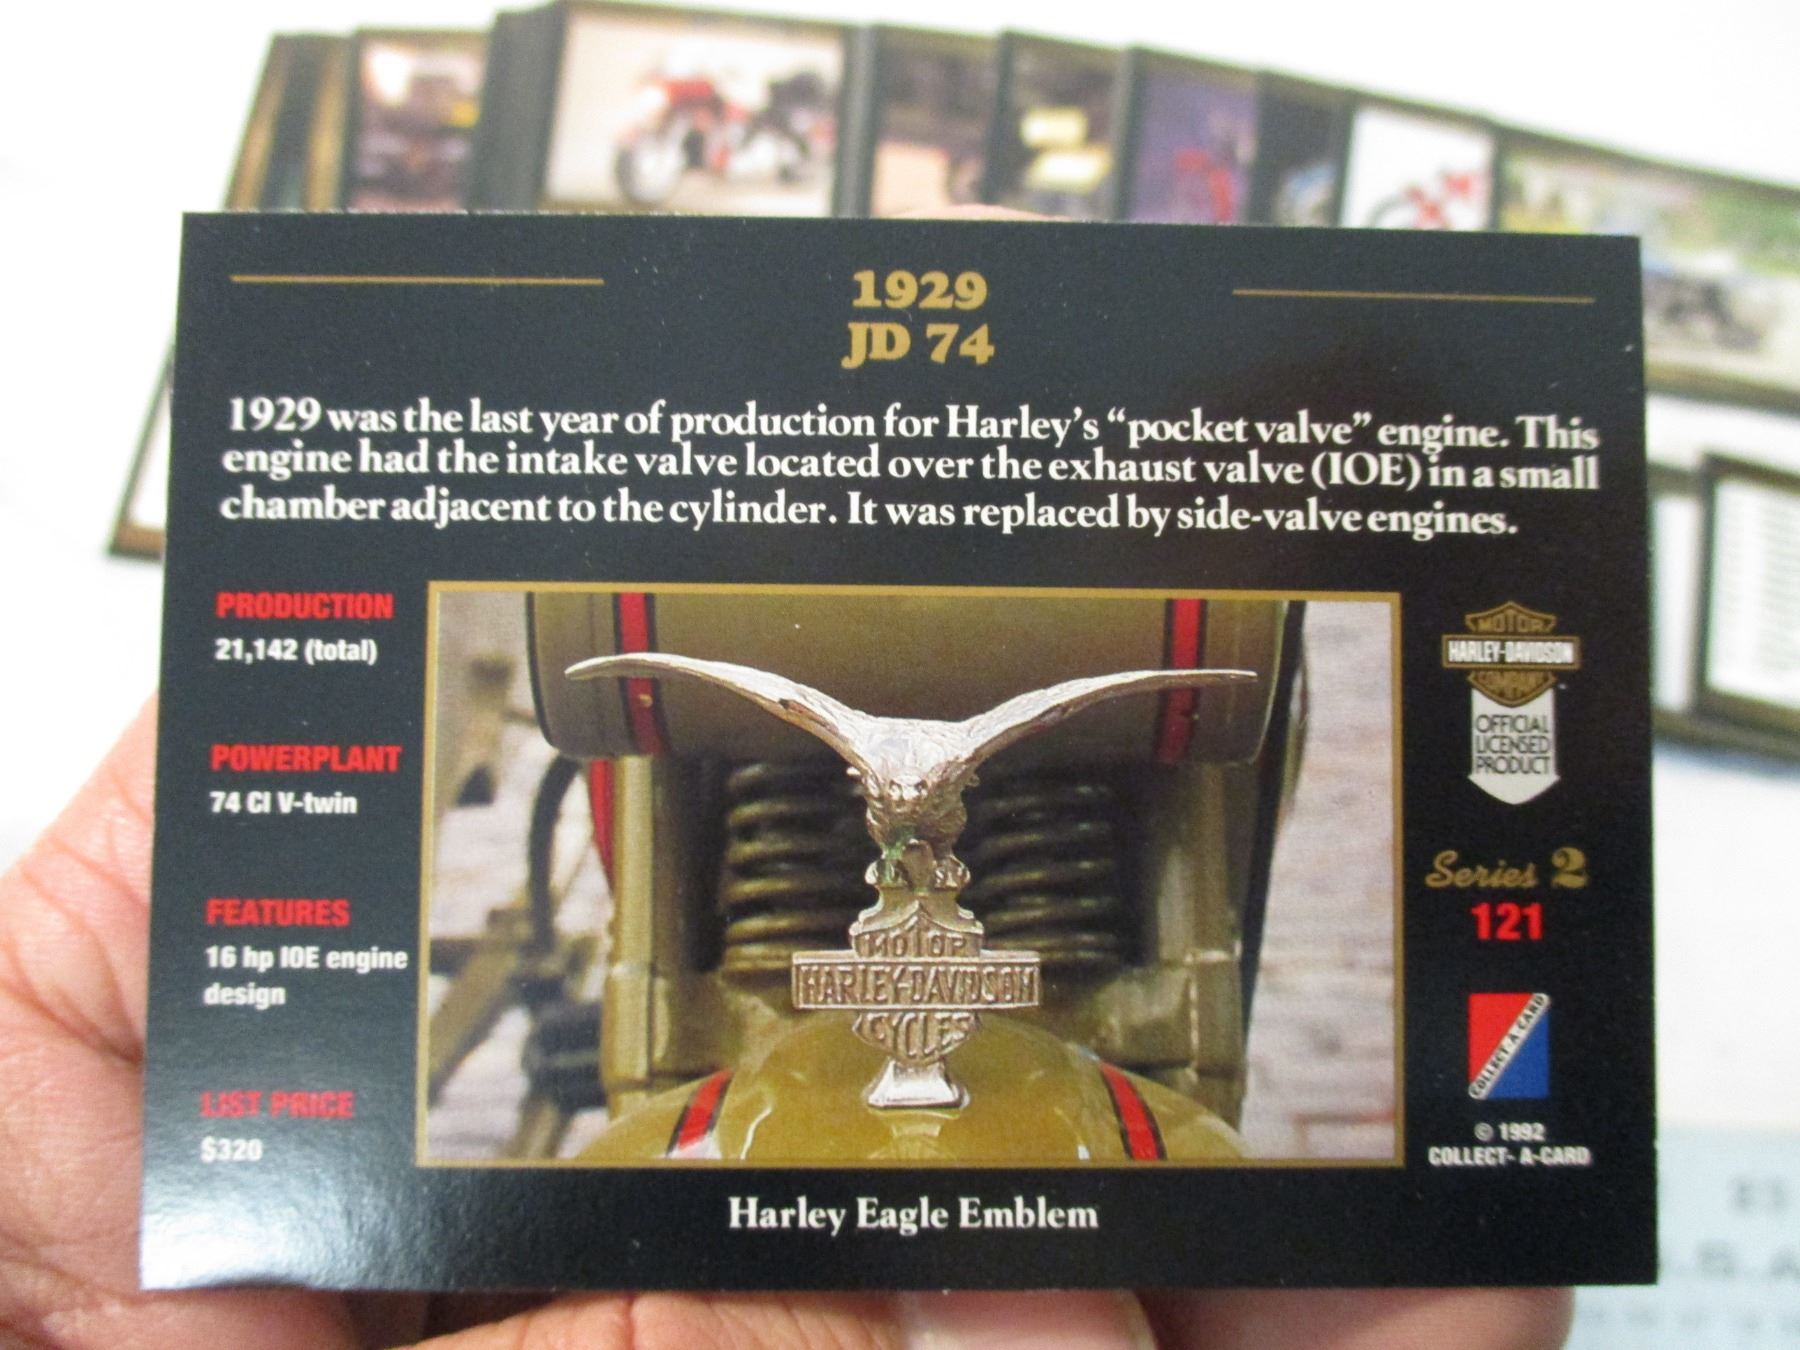 1929
JD 74
1929 was the last year of production for Harley's “pocket valve” engine. This
engine had the intake valve located over the exhaust valve (IOE) in a small
chamber adjacent to the cylinder. It was replaced by side-valve engines.
PRODUCTION
21,142 (total)
POWERPLANT
74 CI V-twin
FEATURES
16 hp IOE engine
design
LIST PRICE
$320
MOTOR
HARLEY-DAVIDSON
CYCLES
Harley Eagle Emblem
MOTOR
HARLEY-DAVIDSON
COMPANY
OFFICIAL
LICENSED
PRODUCT
Series 2
121
COLLECT A CARD
© 1992
COLLECT- A-CARD